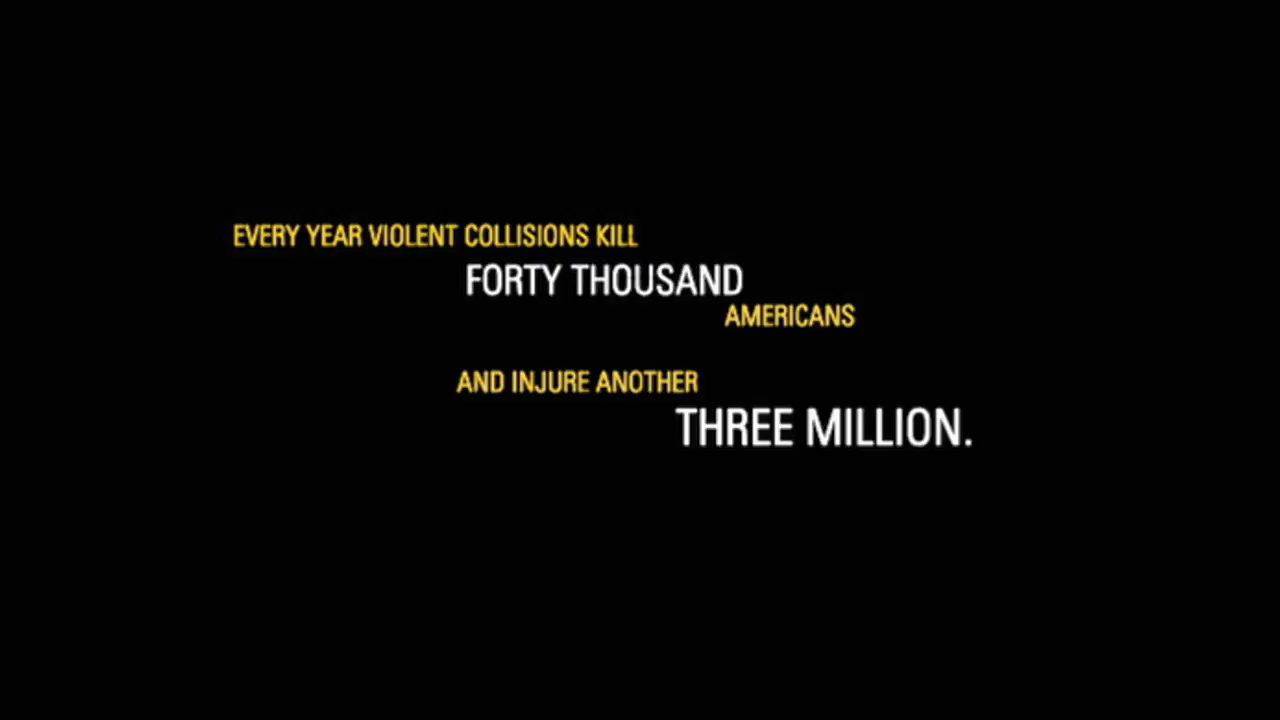 EVERY YEAR VIOLENT COLLISIONS KILL
FORTY THOUSAND
AMERICANS
AND INJURE ANOTHER
THREE MILLION.